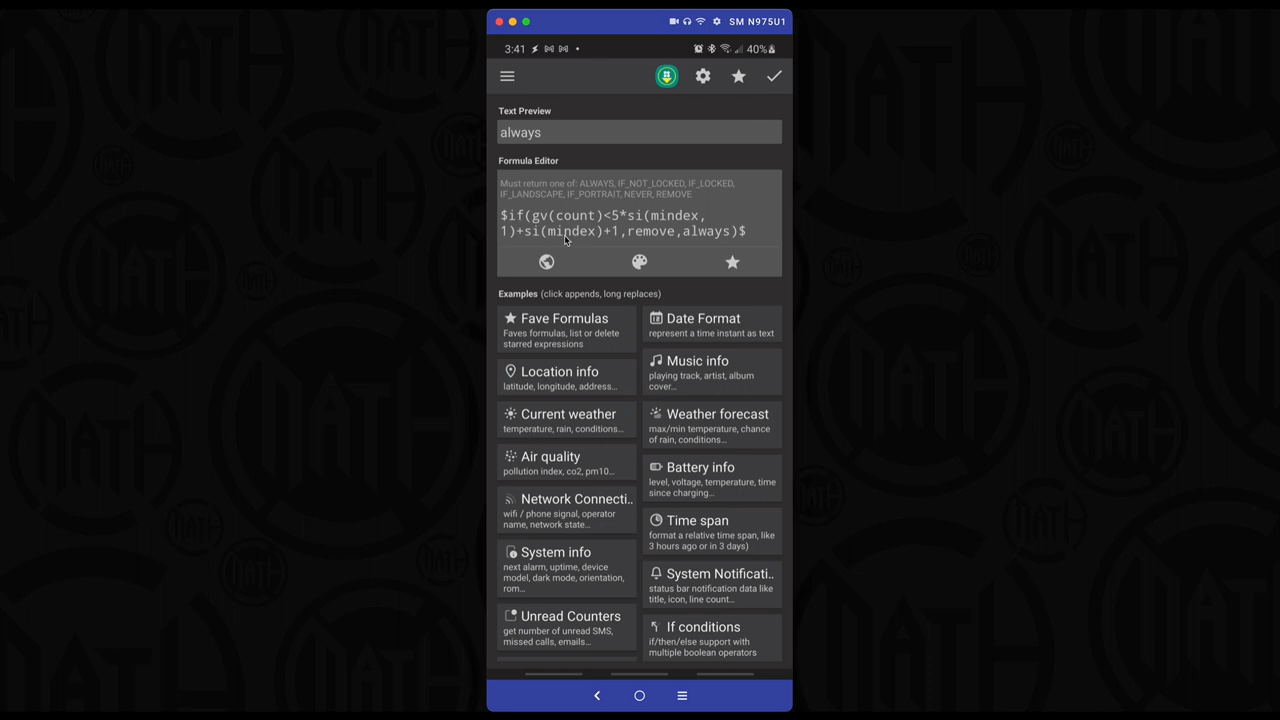 SM N975U1
3:41
40%
Text Preview
always
Formula Editor
Must return one of: ALWAYS, IF_NOT_LOCKED, IF_LOCKED,
IF_LANDSCAPE, IF_PORTRAIT, NEVER, REMOVE
$if(gv(count)<5*si(mindex,
1)+si(mindex)+1,remove,always)$
Examples (click appends, long replaces)
Fave Formulas
Faves formulas, list or delete
starred expressions
Date Format
represent a time instant as text
Location info
latitude, longitude, address...
Music info
playing track, artist, album
cover...
Current weather
temperature, rain, conditions...
Weather forecast
max/min temperature, chance
of rain, conditions...
Air quality
pollution index, co2, pm10...
Battery info
level, voltage, temperature, time
since charging...
Network Connecti..
wifi / phone signal, operator
name, network state...
Time span
format a relative time span, like
3 hours ago or in 3 days)
System info
next alarm, uptime, device
model, dark mode, orientation,
rom...
System Notificati..
status bar notification data like
title, icon, line count...
Unread Counters
get number of unread SMS,
missed calls, emails...
If conditions
if/then/else support with
multiple boolean operators